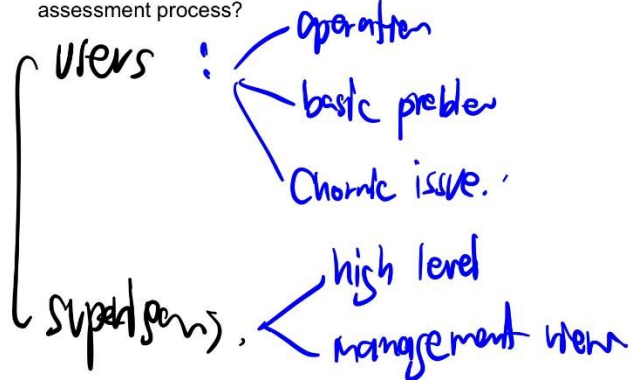 assessment process?
operation
users :
basic problem
Chornic issue.
high level
supervisors.
management view